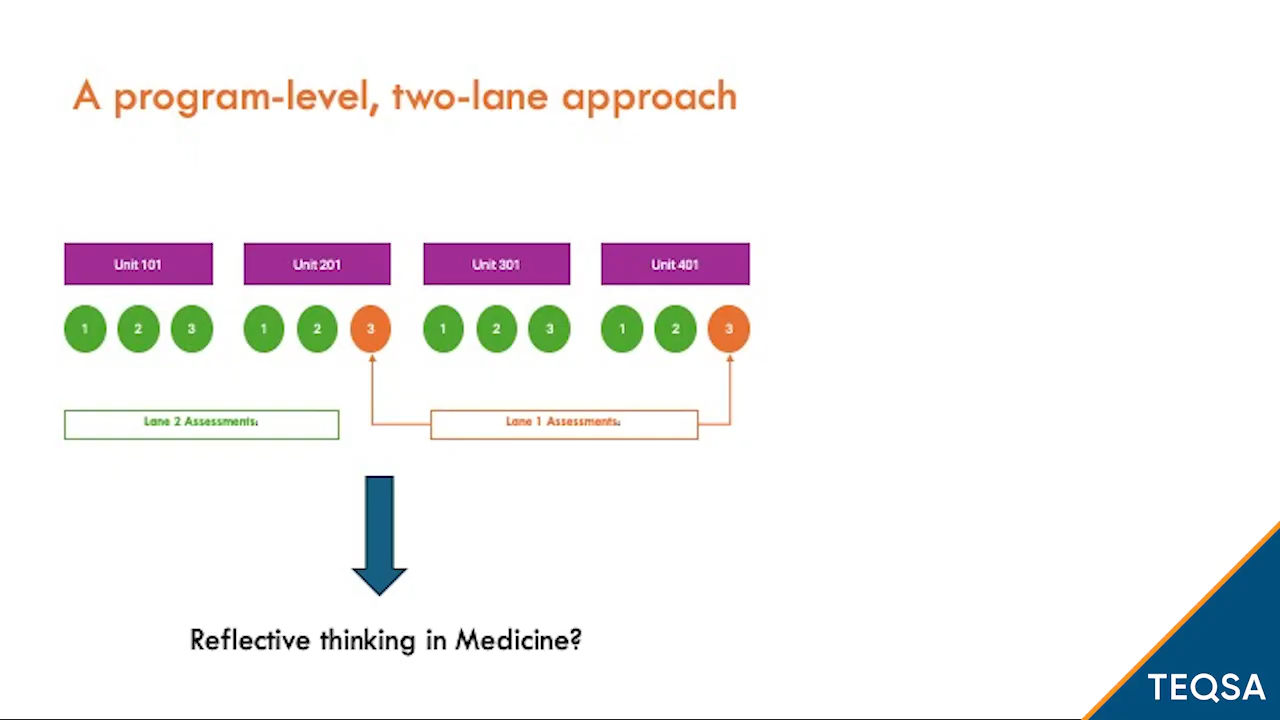 A program-level, two-lane approach
Unit 101 Unit 201 Unit 301 Unit 401
1 2 3 1 2 3 1 2 3 1 2 3
Lane 2 Assessments: Lane 1 Assessments:
Reflective thinking in Medicine?
TEQSA